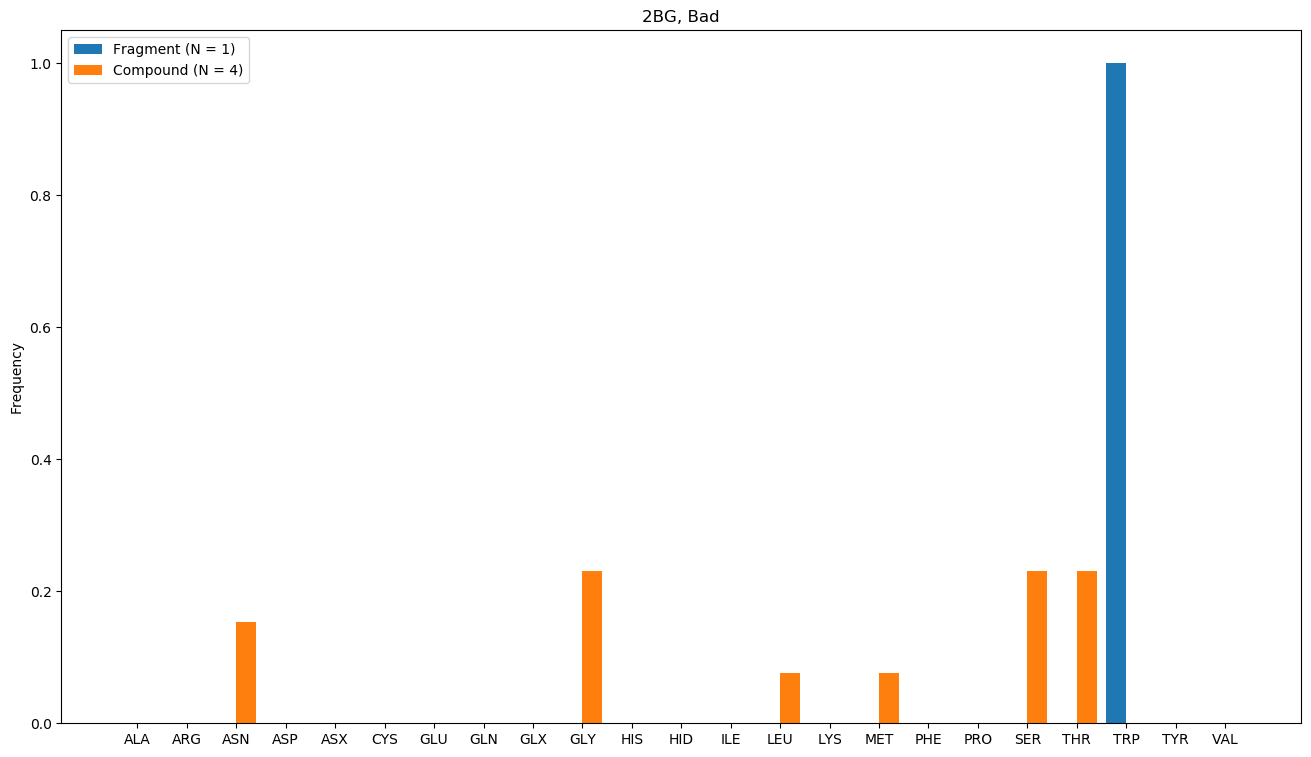 2BG, Bad
Fragment (N = 1)
Compound (N = 4)
1.0
0.8
0.6
0.4
0.2
0.0
Frequency
ALA ARG ASN ASP ASX CYS GLU GLN GLX GLY HIS HID ILE LEU LYS MET PHE PRO SER THR TRP TYR VAL